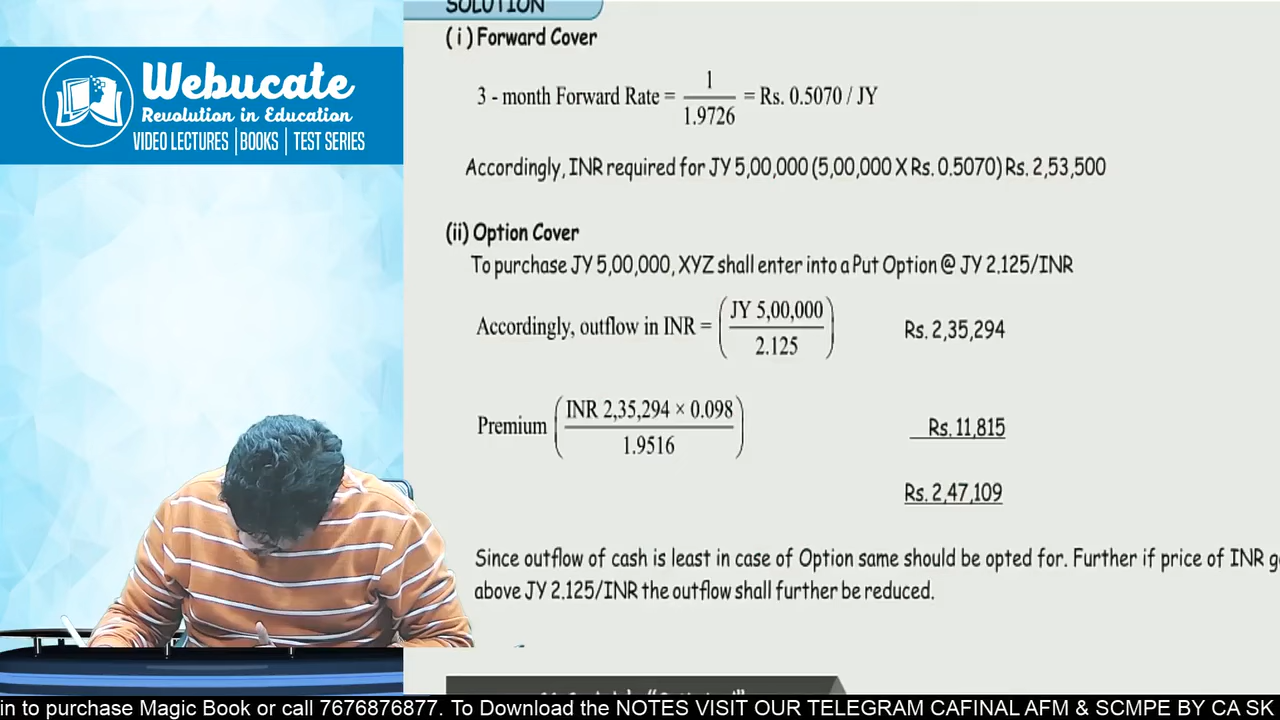 SOLUTION
( i ) Forward Cover
3 - month Forward Rate = 1 / 1.9726 = Rs. 0.5070 / JY
Accordingly, INR required for JY 5,00,000 (5,00,000 X Rs. 0.5070) Rs. 2,53,500
(ii) Option Cover
To purchase JY 5,00,000, XYZ shall enter into a Put Option @ JY 2.125/INR
Accordingly, outflow in INR = ( JY 5,00,000 / 2.125 ) Rs. 2,35,294
Premium ( INR 2,35,294 × 0.098 / 1.9516 ) Rs. 11,815
Rs. 2,47,109
Since outflow of cash is least in case of Option same should be opted for. Further if price of INR
above JY 2.125/INR the outflow shall further be reduced.
Webucate
Revolution in Education
VIDEO LECTURES | BOOKS | TEST SERIES
in to purchase Magic Book or call 7676876877. To Download the NOTES VISIT OUR TELEGRAM CAFINAL AFM & SCMPE BY CA SK